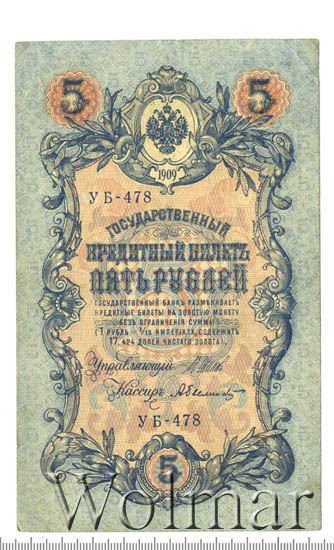 5 5
1909
УБ-478
ГОСУДАРСТВЕННЫЙ
КРЕДИТНЫЙ БИЛЕТЪ
ПЯТЬ РУБЛЕЙ
ГОСУДАРСТВЕННЫЙ БАНКЪ РАЗМѢНИВАЕТЪ
КРЕДИТНЫЕ БИЛЕТЫ НА ЗОЛОТУЮ МОНЕТУ
БЕЗЪ ОГРАНИЧЕНІЯ СУММЫ
(1 РУБЛЬ = 1/15 ИМПЕРІАЛА, СОДЕРЖИТЪ
17,424 ДОЛЕЙ ЧИСТАГО ЗОЛОТА).
Управляющій
Кассиръ
УБ-478
5
Wolmar